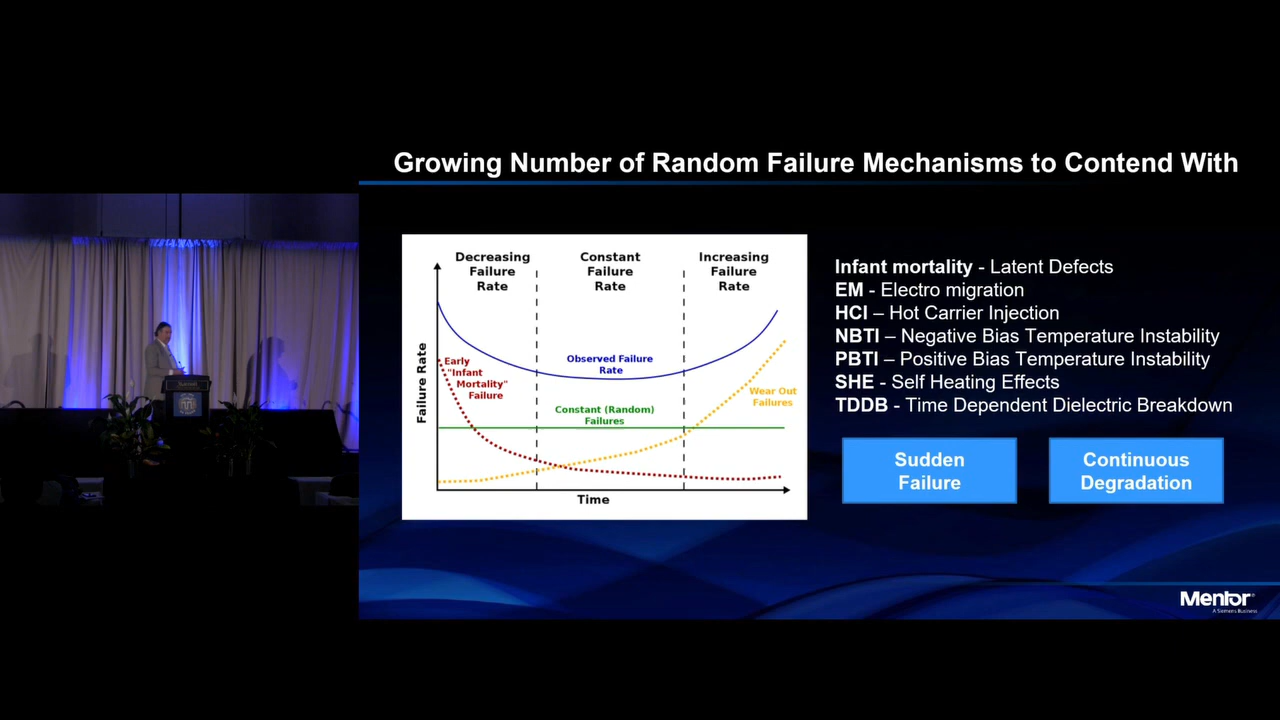 Growing Number of Random Failure Mechanisms to Contend With
Decreasing
Failure
Rate
Constant
Failure
Rate
Increasing
Failure
Rate
Failure Rate
Early
"Infant
Mortality"
Failure
Observed Failure
Rate
Constant (Random)
Failures
Wear Out
Failures
Time
Infant mortality - Latent Defects
EM - Electro migration
HCI – Hot Carrier Injection
NBTI – Negative Bias Temperature Instability
PBTI – Positive Bias Temperature Instability
SHE - Self Heating Effects
TDDB - Time Dependent Dielectric Breakdown
Sudden
Failure
Continuous
Degradation
Mentor®
A Siemens Business